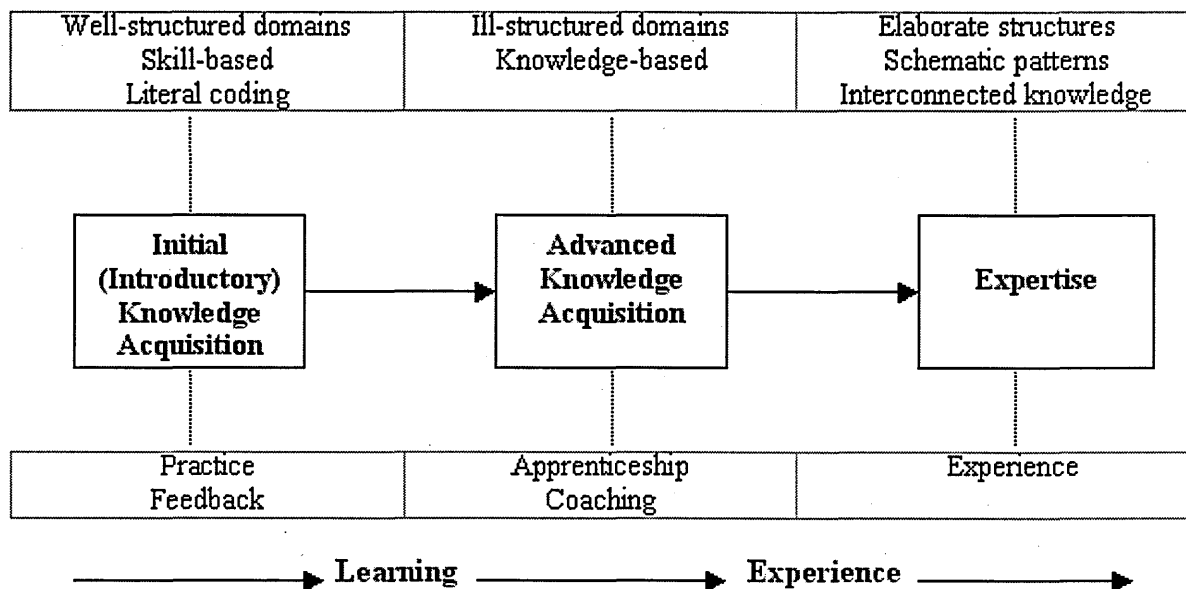 Well-structured domains
Skill-based
Literal coding
Ill-structured domains
Knowledge-based
Elaborate structures
Schematic patterns
Interconnected knowledge
Initial
(Introductory)
Knowledge
Acquisition
Advanced
Knowledge
Acquisition
Expertise
Practice
Feedback
Apprenticeship
Coaching
Experience
Learning
Experience